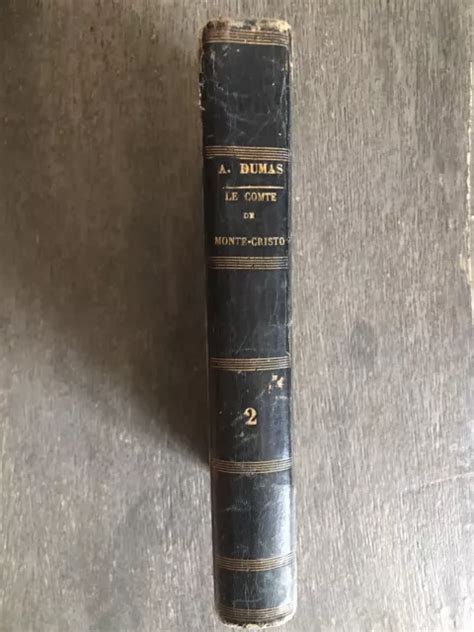 A. DUMAS
LE COMTE
DE
MONTE-CRISTO
2